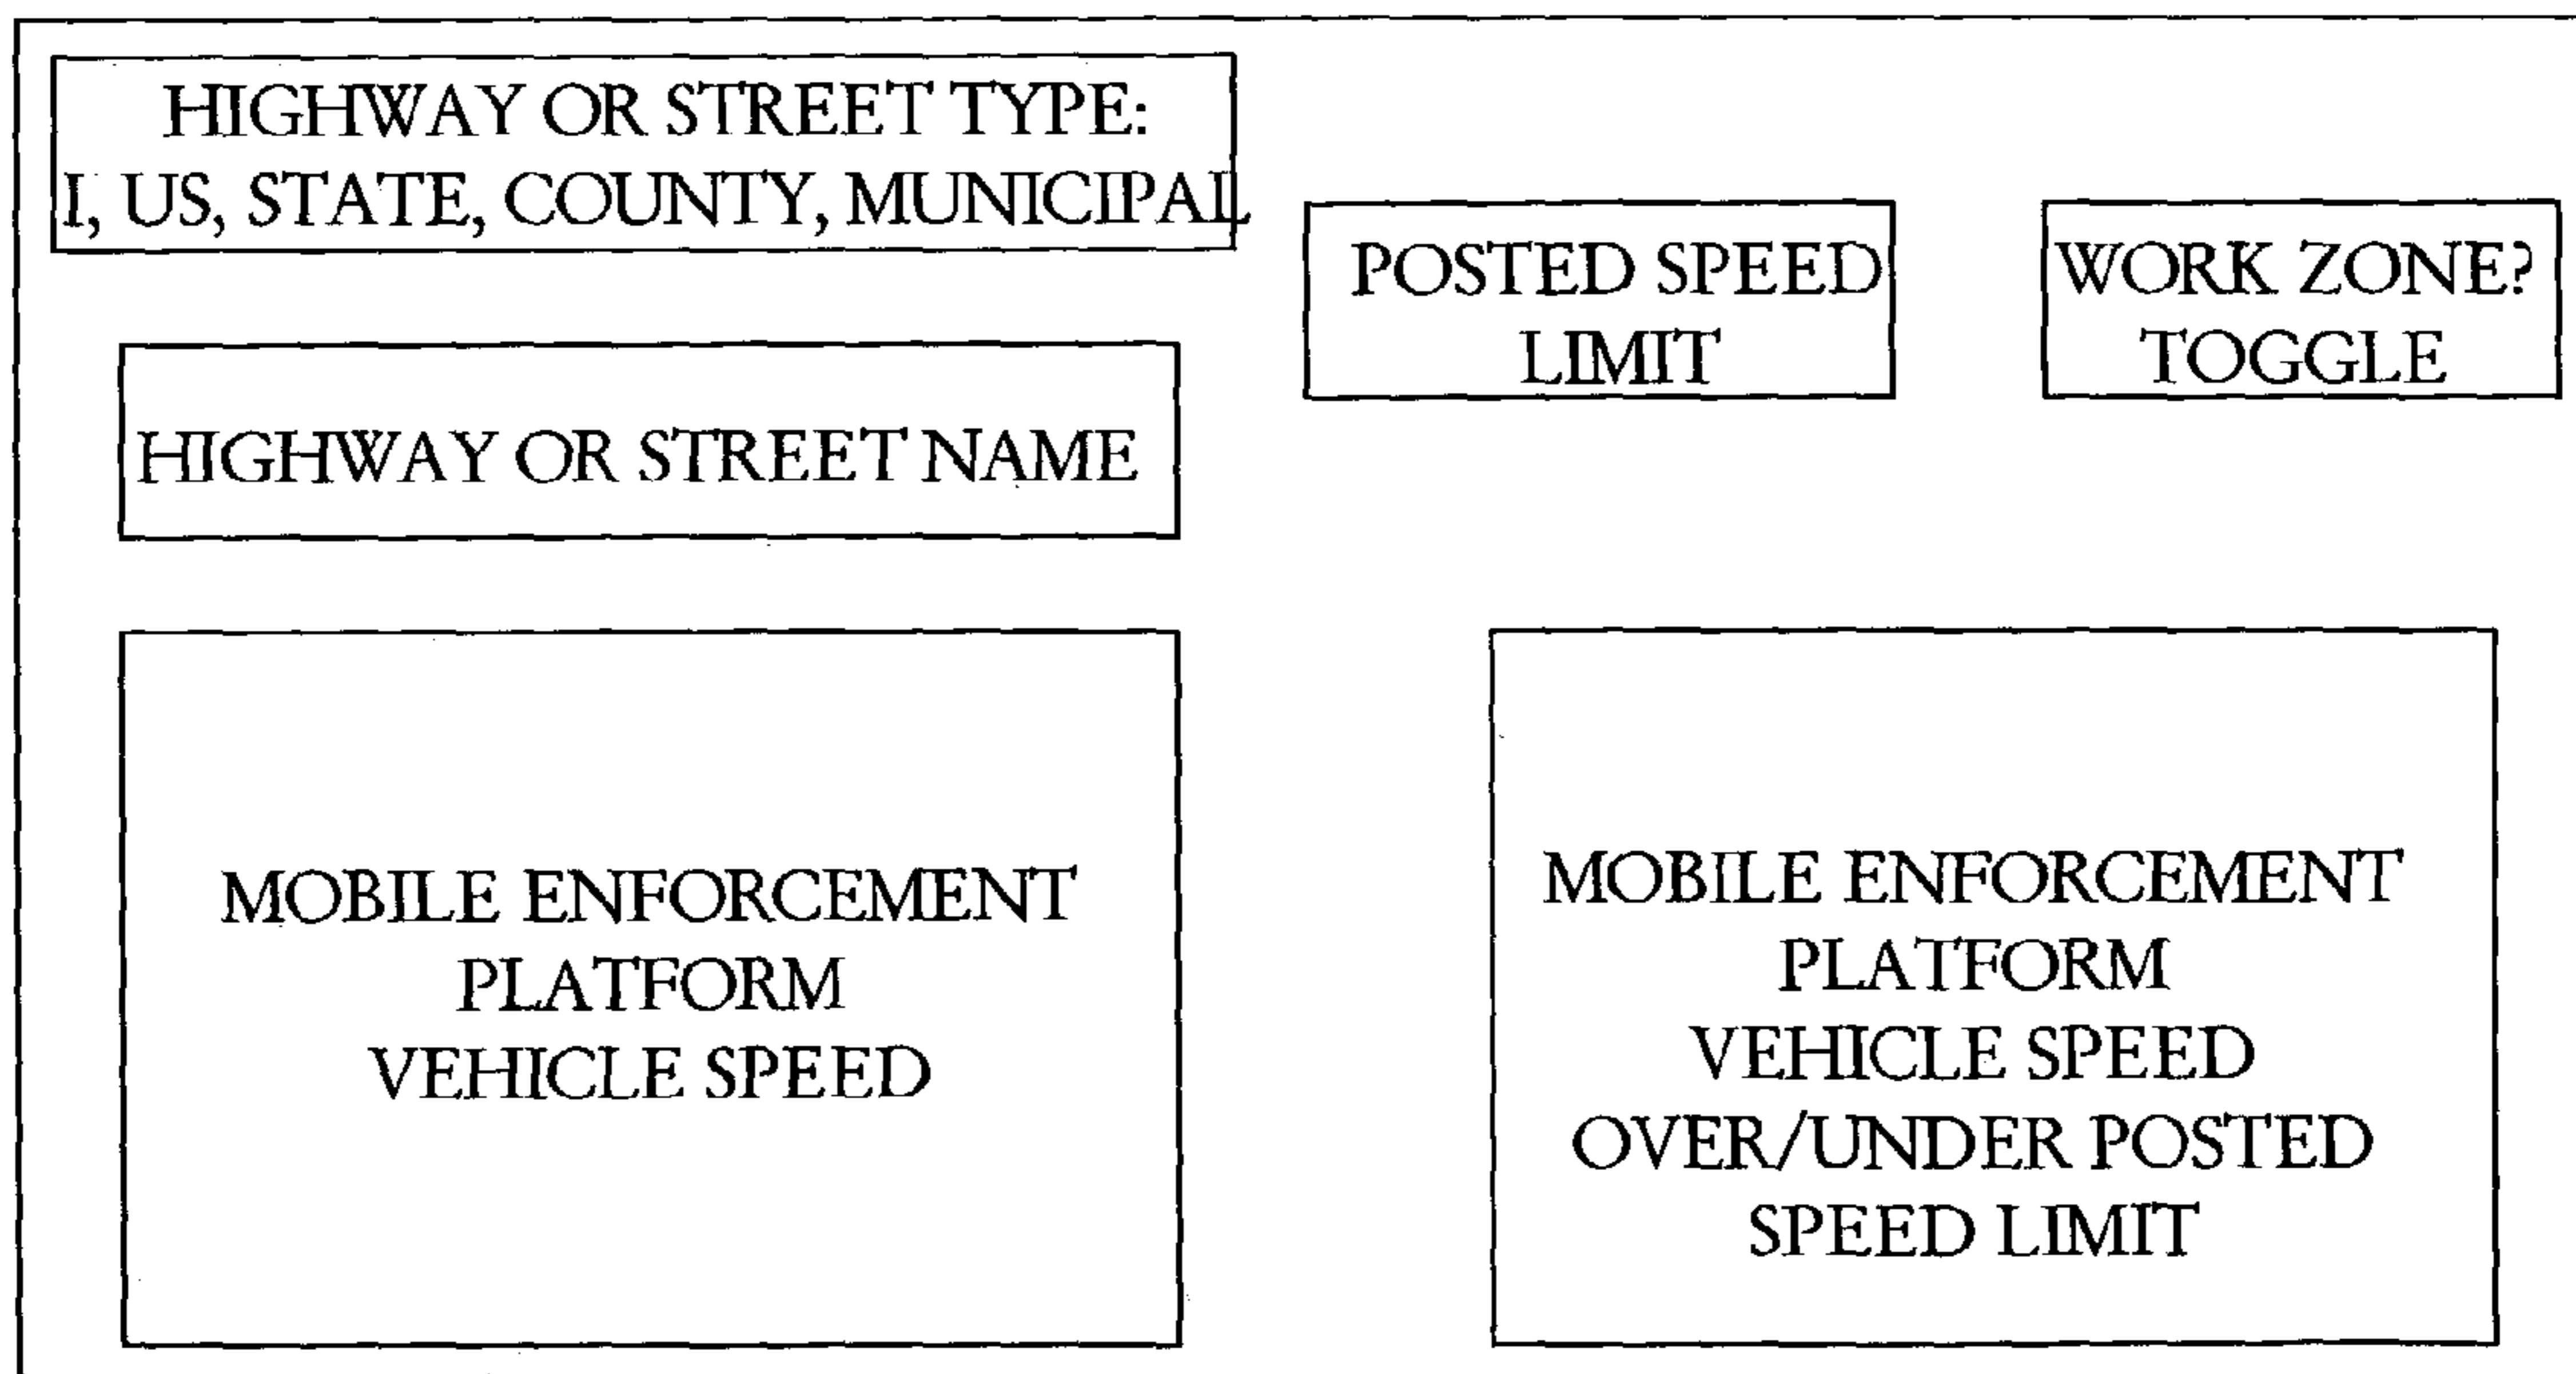 HIGHWAY OR STREET TYPE:
I, US, STATE, COUNTY, MUNICIPAL
POSTED SPEED
LIMIT
WORK ZONE?
TOGGLE
HIGHWAY OR STREET NAME
MOBILE ENFORCEMENT
PLATFORM
VEHICLE SPEED
MOBILE ENFORCEMENT
PLATFORM
VEHICLE SPEED
OVER/UNDER POSTED
SPEED LIMIT